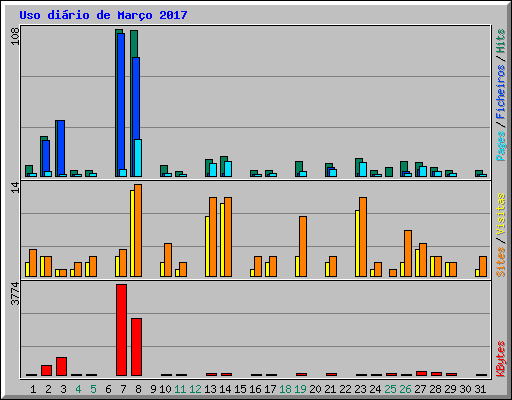 Uso diário de Março 2017
108
14
3774
Pages / Ficheiros / Hits
Sites / Visitas
KBytes
1 2 3 4 5 6 7 8 9 10 11 12 13 14 15 16 17 18 19 20 21 22 23 24 25 26 27 28 29 30 31